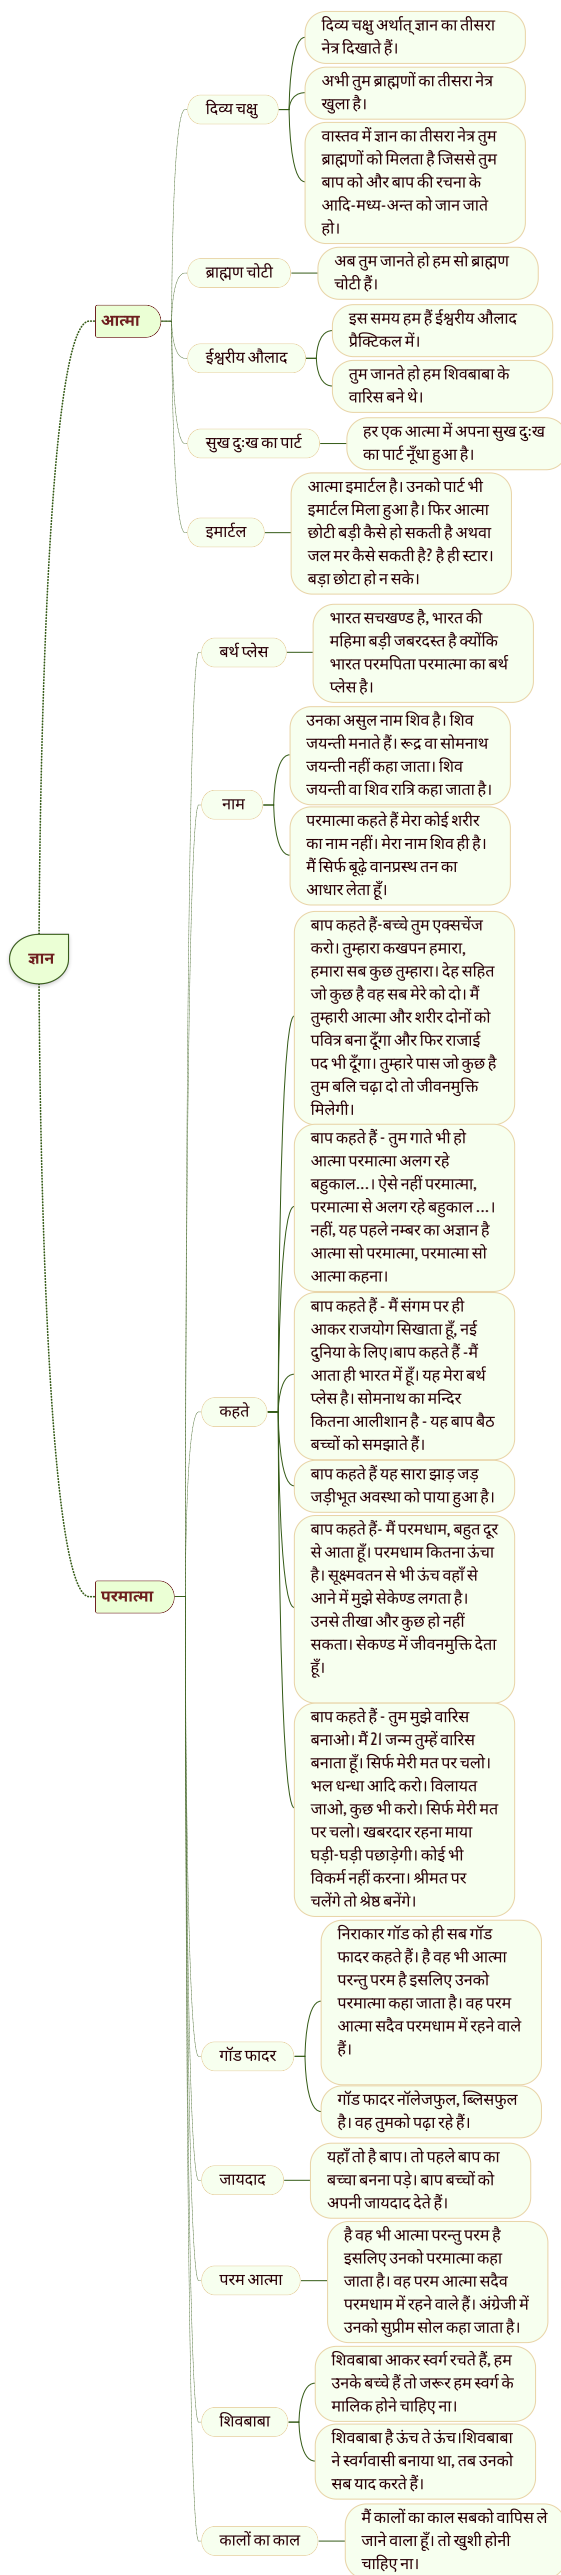 ज्ञान
आत्मा
दिव्य चक्षु
दिव्य चक्षु अर्थात् ज्ञान का तीसरा
नेत्र दिखाते हैं।
अभी तुम ब्राह्मणों का तीसरा नेत्र
खुला है।
वास्तव में ज्ञान का तीसरा नेत्र तुम
ब्राह्मणों को मिलता है जिससे तुम
बाप को और बाप की रचना के
आदि-मध्य-अन्त को जान जाते
हो।
ब्राह्मण चोटी
अब तुम जानते हो हम सो ब्राह्मण
चोटी हैं।
ईश्वरीय औलाद
इस समय हम हैं ईश्वरीय औलाद
प्रैक्टिकल में।
तुम जानते हो हम शिवबाबा के
वारिस बने थे।
सुख दुःख का पार्ट
हर एक आत्मा में अपना सुख दुःख
का पार्ट नूँधा हुआ है।
इमार्टल
आत्मा इमार्टल है। उनको पार्ट भी
इमार्टल मिला हुआ है। फिर आत्मा
छोटी बड़ी कैसे हो सकती है अथवा
जल मर कैसे सकती है? है ही स्टार।
बड़ा छोटा हो न सके।
परमात्मा
बर्थ प्लेस
भारत सचखण्ड है, भारत की
महिमा बड़ी जबरदस्त है क्योंकि
भारत परमपिता परमात्मा का बर्थ
प्लेस है।
नाम
उनका असुल नाम शिव है। शिव
जयन्ती मनाते हैं। रूद्र वा सोमनाथ
जयन्ती नहीं कहा जाता। शिव
जयन्ती वा शिव रात्रि कहा जाता है।
परमात्मा कहते हैं मेरा कोई शरीर
का नाम नहीं। मेरा नाम शिव ही है।
मैं सिर्फ बूढ़े वानप्रस्थ तन का
आधार लेता हूँ।
कहते
बाप कहते हैं-बच्चे तुम एक्सचेंज
करो। तुम्हारा कखपन हमारा,
हमारा सब कुछ तुम्हारा। देह सहित
जो कुछ है वह सब मेरे को दो। मैं
तुम्हारी आत्मा और शरीर दोनों को
पवित्र बना दूँगा और फिर राजाई
पद भी दूँगा। तुम्हारे पास जो कुछ है
तुम बलि चढ़ा दो तो जीवनमुक्ति
मिलेगी।
बाप कहते हैं - तुम गाते भी हो
आत्मा परमात्मा अलग रहे
बहुकाल...। ऐसे नहीं परमात्मा,
परमात्मा से अलग रहे बहुकाल ...।
नहीं, यह पहले नम्बर का अज्ञान है
आत्मा सो परमात्मा, परमात्मा सो
आत्मा कहना।
बाप कहते हैं - मैं संगम पर ही
आकर राजयोग सिखाता हूँ, नई
दुनिया के लिए।बाप कहते हैं -मैं
आता ही भारत में हूँ। यह मेरा बर्थ
प्लेस है। सोमनाथ का मन्दिर
कितना आलीशान है - यह बाप बैठ
बच्चों को समझाते हैं।
बाप कहते हैं यह सारा झाड़ जड़
जड़ीभूत अवस्था को पाया हुआ है।
बाप कहते हैं- मैं परमधाम, बहुत दूर
से आता हूँ। परमधाम कितना ऊंचा
है। सूक्ष्मवतन से भी ऊंच वहाँ से
आने में मुझे सेकेण्ड लगता है।
उनसे तीखा और कुछ हो नहीं
सकता। सेकण्ड में जीवनमुक्ति देता
हूँ।
बाप कहते हैं - तुम मुझे वारिस
बनाओ। मैं 21 जन्म तुम्हें वारिस
बनाता हूँ। सिर्फ मेरी मत पर चलो।
भल धन्धा आदि करो। विलायत
जाओ, कुछ भी करो। सिर्फ मेरी मत
पर चलो। खबरदार रहना माया
घड़ी-घड़ी पछाड़ेगी। कोई भी
विकर्म नहीं करना। श्रीमत पर
चलेंगे तो श्रेष्ठ बनेंगे।
गॉड फादर
निराकार गॉड को ही सब गॉड
फादर कहते हैं। है वह भी आत्मा
परन्तु परम है इसलिए उनको
परमात्मा कहा जाता है। वह परम
आत्मा सदैव परमधाम में रहने वाले
हैं।
गॉड फादर नॉलेजफुल, ब्लिसफुल
है। वह तुमको पढ़ा रहे हैं।
जायदाद
यहाँ तो है बाप। तो पहले बाप का
बच्चा बनना पड़े। बाप बच्चों को
अपनी जायदाद देते हैं।
परम आत्मा
है वह भी आत्मा परन्तु परम है
इसलिए उनको परमात्मा कहा
जाता है। वह परम आत्मा सदैव
परमधाम में रहने वाले हैं। अंग्रेजी में
उनको सुप्रीम सोल कहा जाता है।
शिवबाबा
शिवबाबा आकर स्वर्ग रचते हैं, हम
उनके बच्चे हैं तो जरूर हम स्वर्ग के
मालिक होने चाहिए ना।
शिवबाबा है ऊंच ते ऊंच।शिवबाबा
ने स्वर्गवासी बनाया था, तब उनको
सब याद करते हैं।
कालों का काल
मैं कालों का काल सबको वापिस ले
जाने वाला हूँ। तो खुशी होनी
चाहिए ना।